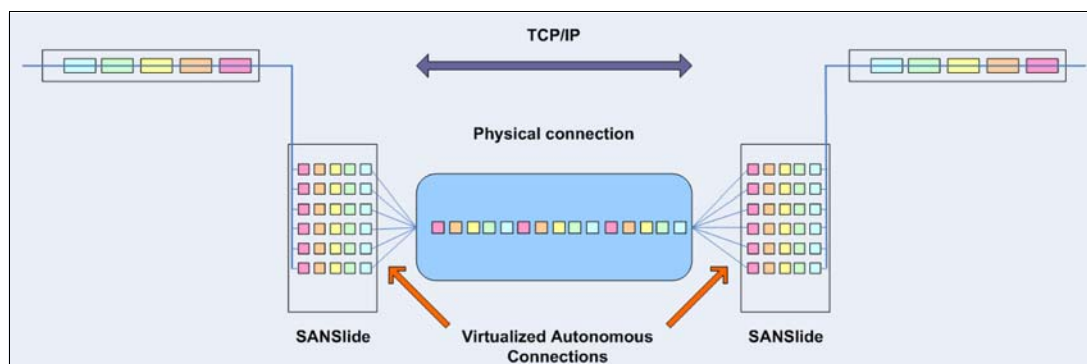 TCP/IP
Physical connection
SANSlide
Virtualized Autonomous
Connections
SANSlide